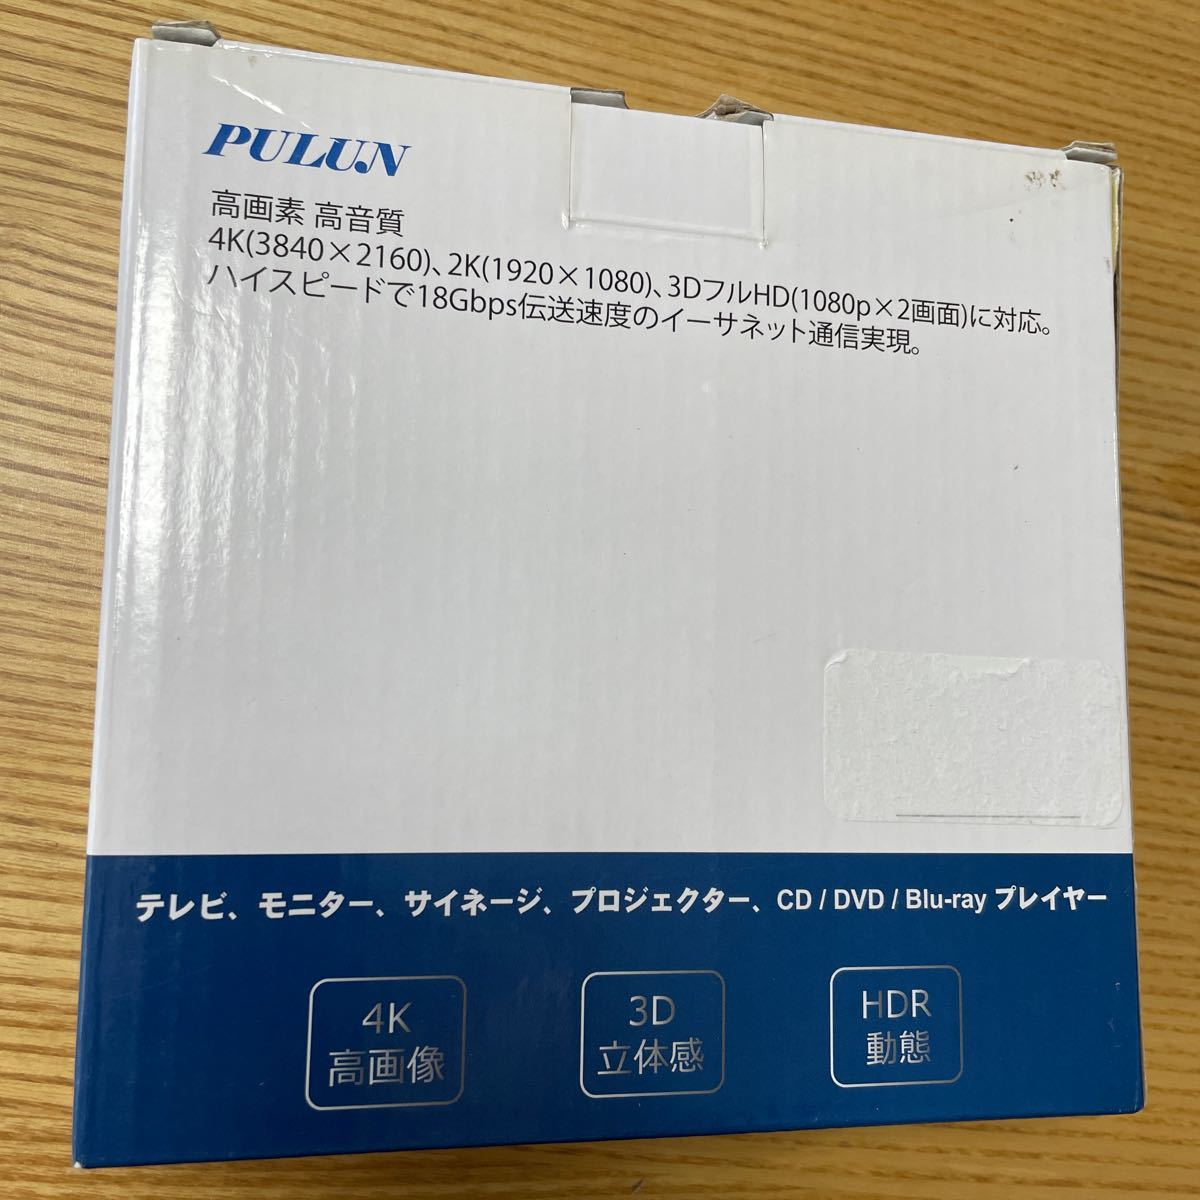 PULU.N
高画素 高音質
4K(3840×2160)、2K(1920×1080)、3DフルHD(1080p×2画面)に対応。
ハイスピードで18Gbps伝送速度のイーサネット通信実現。
テレビ、モニター、サイネージ、プロジェクター、CD / DVD / Blu-ray プレイヤー
4K
高画像
3D
立体感
HDR
動態